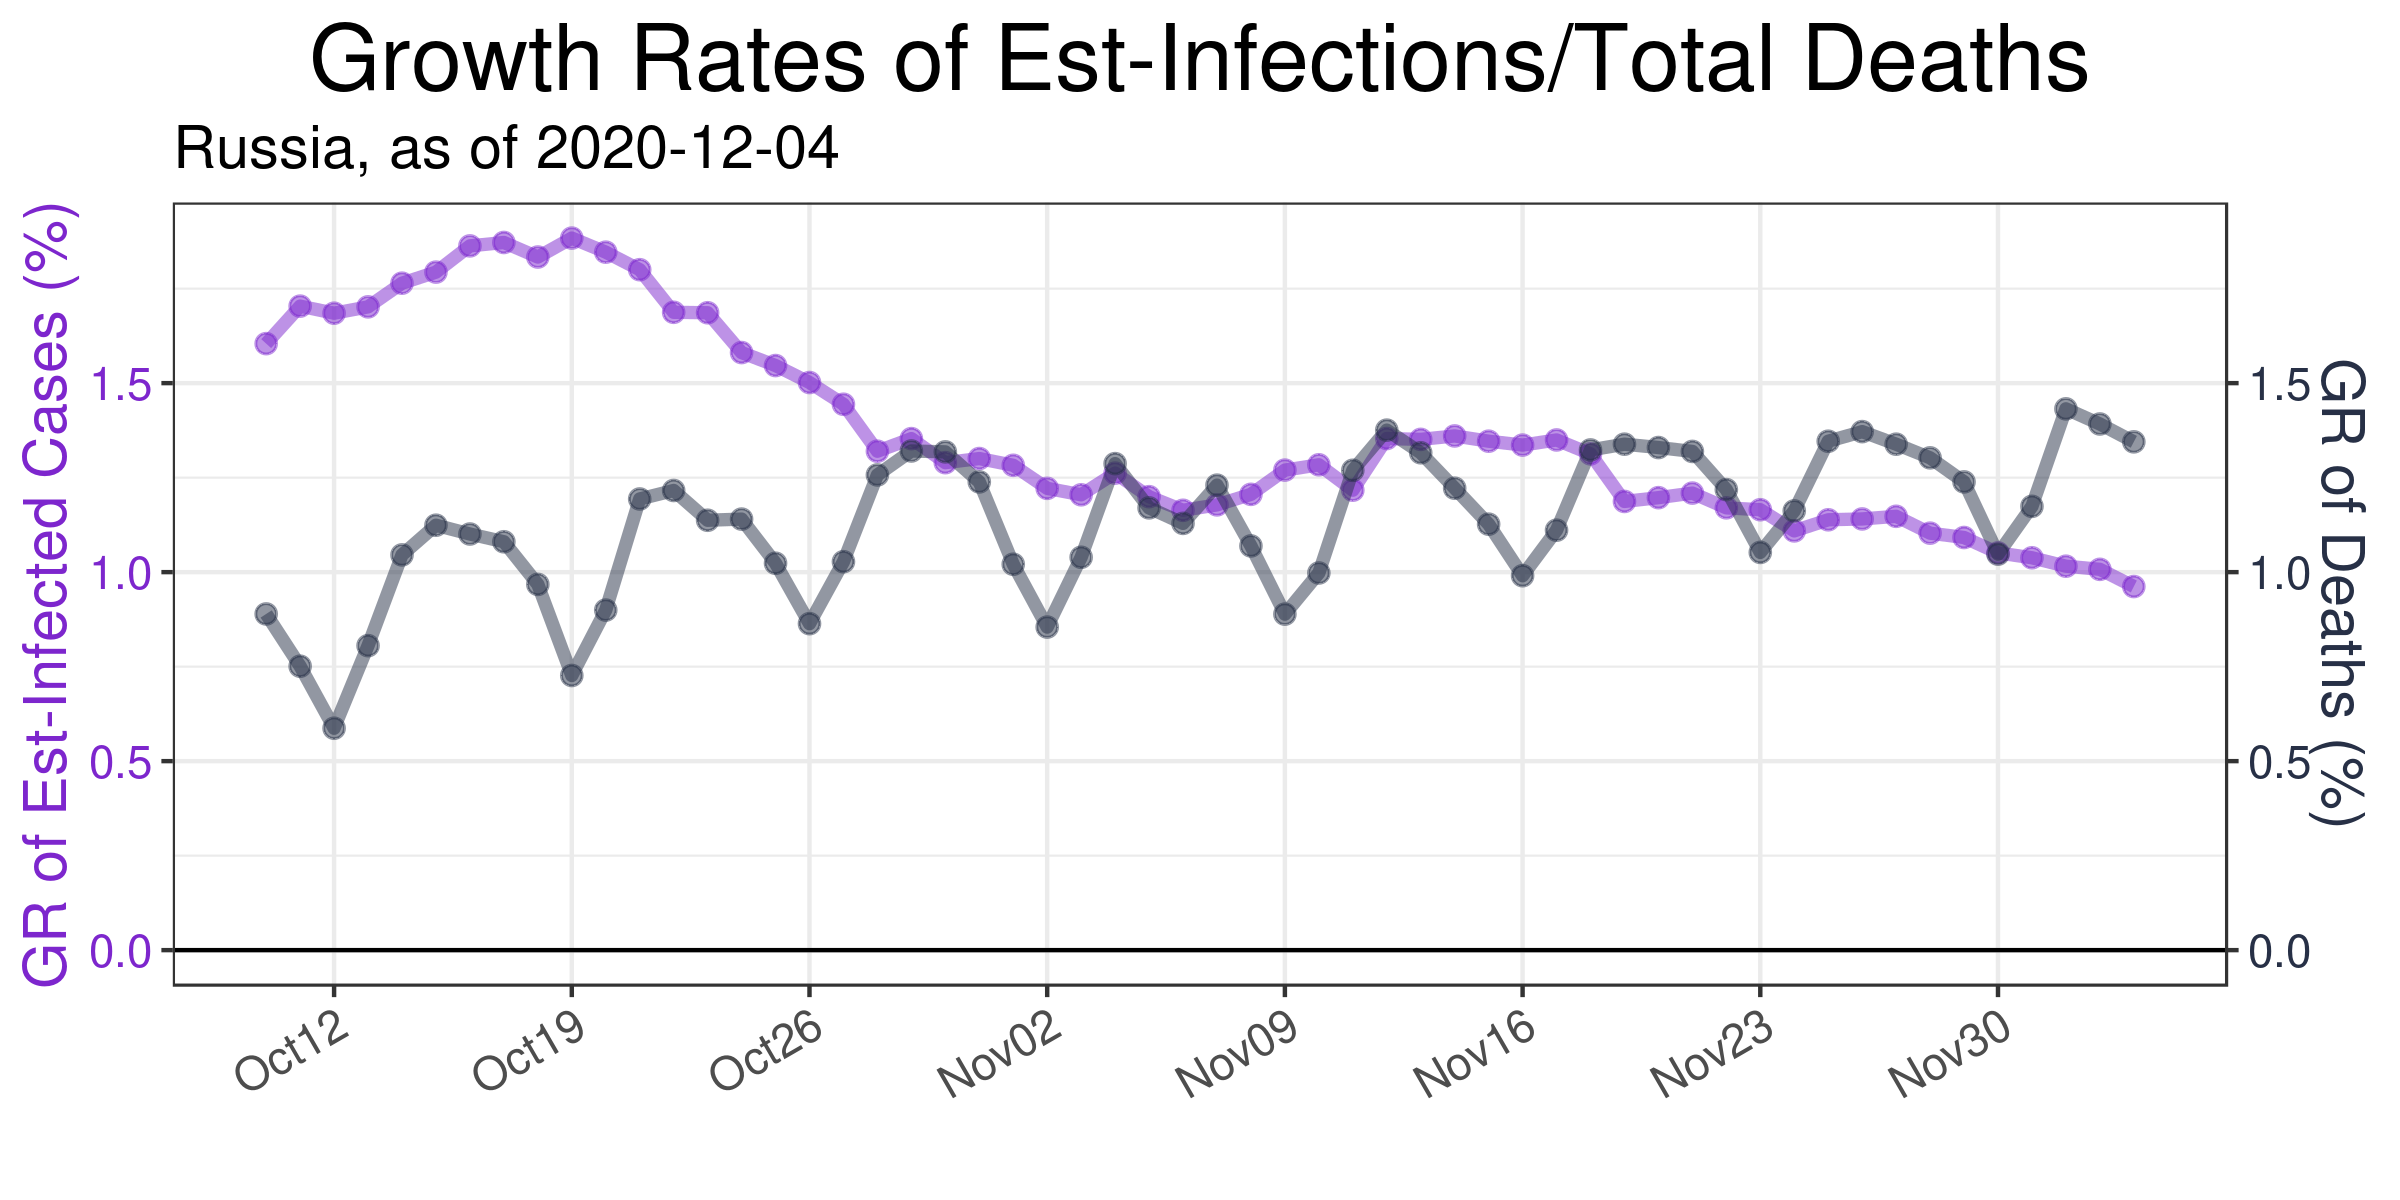 Growth Rates of Est-Infections/Total Deaths
Russia, as of 2020-12-04
GR of Est-Infected Cases (%)
1.5
1.0
0.5
0.0
1.5
1.0
0.5
0.0
GR of Deaths (%)
Oct12
Oct19
Oct26
Nov02
Nov09
Nov16
Nov23
Nov30